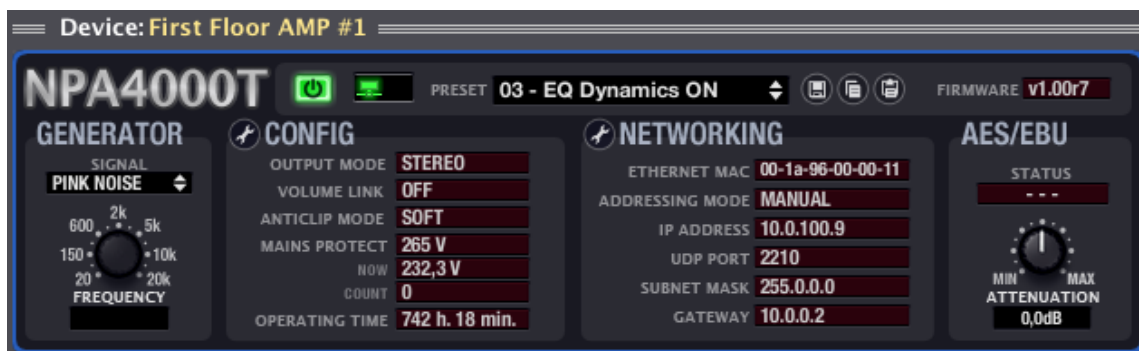 Device: First Floor AMP #1
NPA4000T PRESET 03 - EQ Dynamics ON FIRMWARE v1.00r7
GENERATOR
SIGNAL
PINK NOISE
2k
600 5k
150 10k
20 20k
FREQUENCY
CONFIG
OUTPUT MODE STEREO
VOLUME LINK OFF
ANTICLIP MODE SOFT
MAINS PROTECT 265 V
NOW 232,3 V
COUNT 0
OPERATING TIME 742 h. 18 min.
NETWORKING
ETHERNET MAC 00-1a-96-00-00-11
ADDRESSING MODE MANUAL
IP ADDRESS 10.0.100.9
UDP PORT 2210
SUBNET MASK 255.0.0.0
GATEWAY 10.0.0.2
AES/EBU
STATUS
- - -
MIN MAX
ATTENUATION
0,0dB